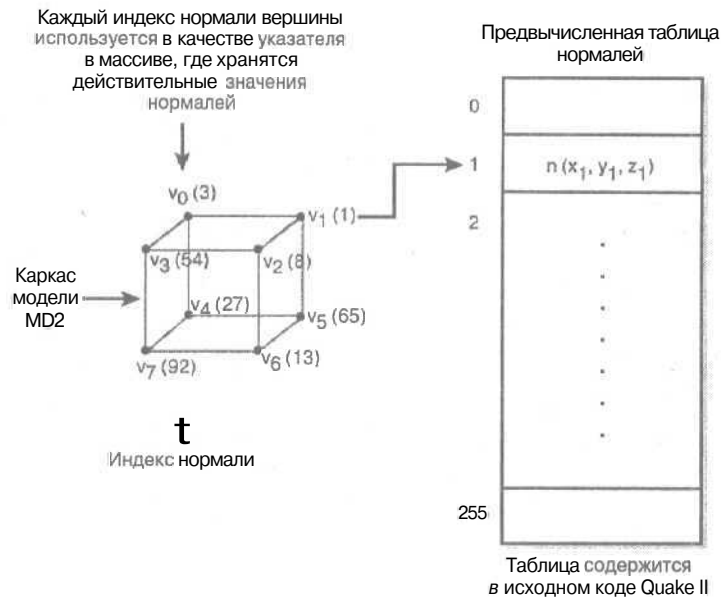 Каждый индекс нормали вершины
используется в качестве указателя
в массиве, где хранятся
действительные значения
нормалей
Предвычисленная таблица
нормалей
0
1
n (x₁, y₁, z₁)
2
v₀ (3)
v₁ (1)
v₃ (54)
v₂ (8)
Каркас
модели
MD2
v₄ (27)
v₅ (65)
v₇ (92)
v₆ (13)
t
Индекс нормали
255
Таблица содержится
в исходном коде Quake II